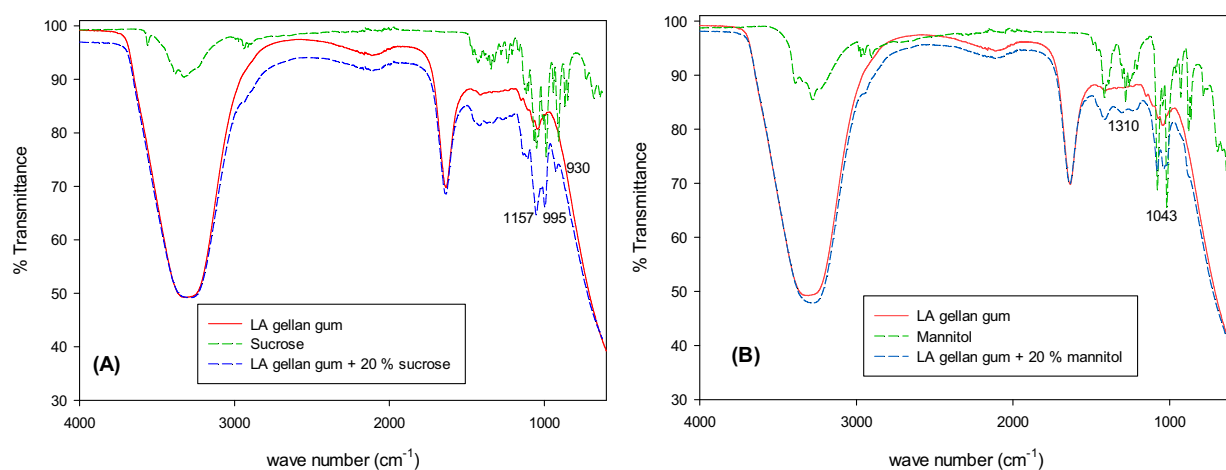 100
90
80
70
60
50
40
30
% Transmittance
930
1157
995
LA gellan gum
Sucrose
LA gellan gum + 20 % sucrose
(A)
4000
3000
2000
1000
wave number (cm⁻¹)
100
90
80
70
60
50
40
30
% Transmittance
1310
1043
LA gellan gum
Mannitol
LA gellan gum + 20 % mannitol
(B)
4000
3000
2000
1000
wave number (cm⁻¹)